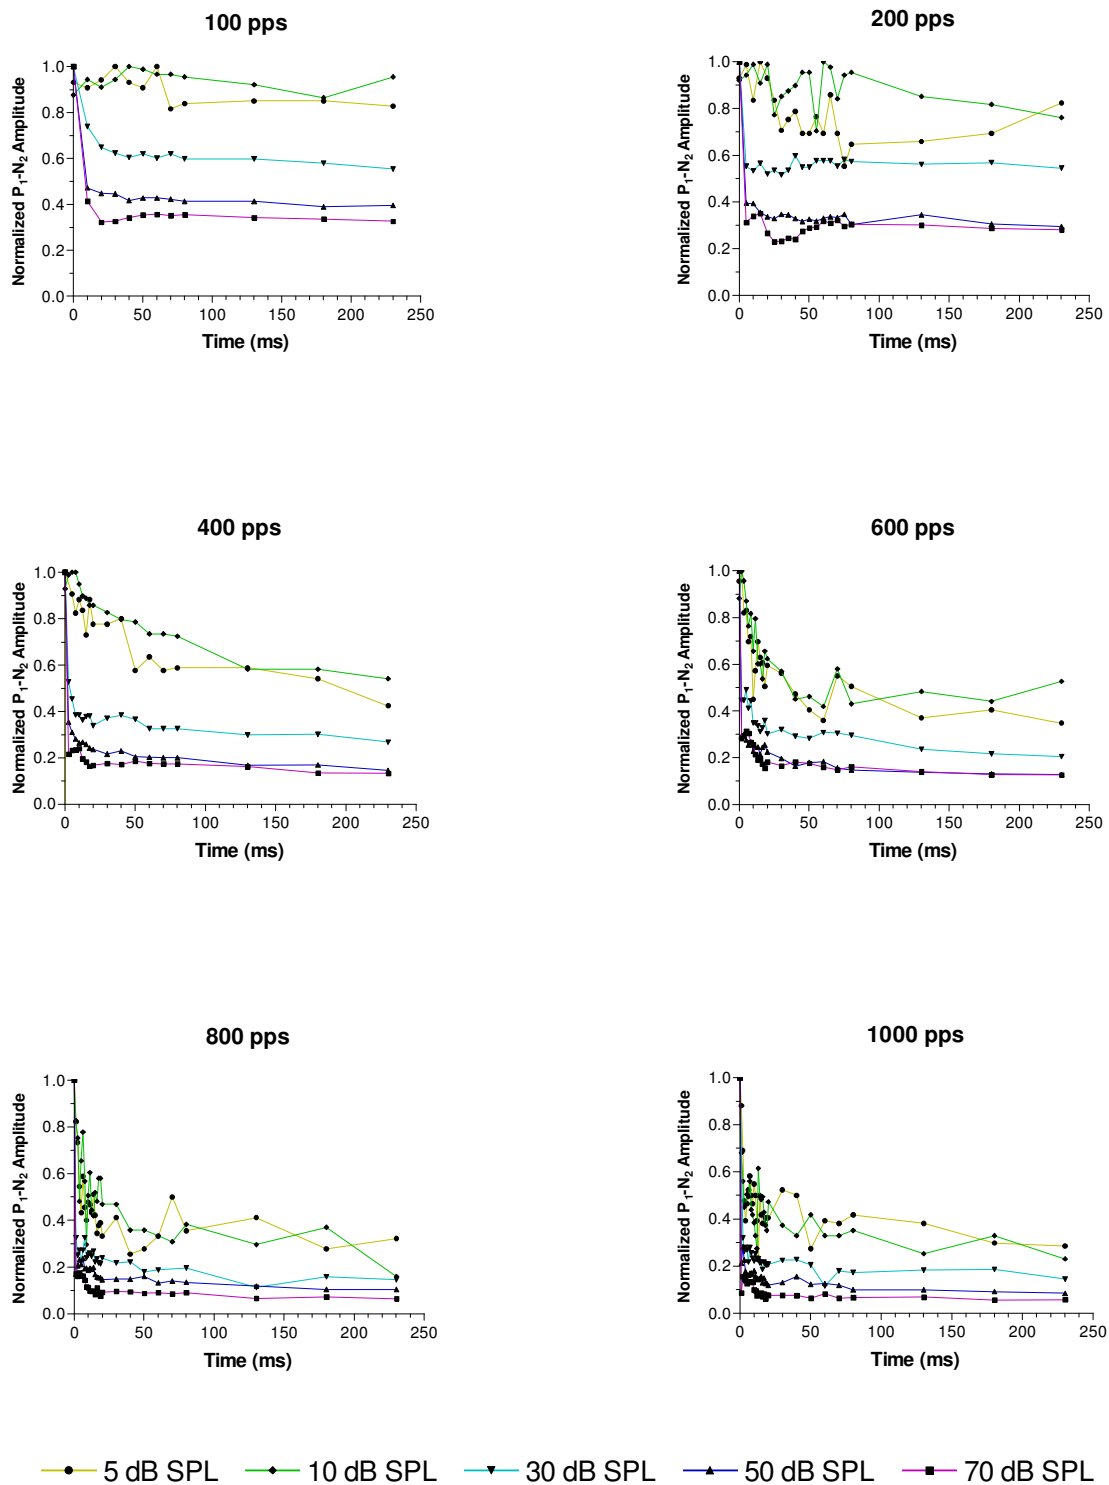 100 pps
200 pps
1.0
0.8
0.6
0.4
0.2
0.0
Normalized P1-N2 Amplitude
0 50 100 150 200 250
Time (ms)
1.0
0.8
0.6
0.4
0.2
0.0
Normalized P1-N2 Amplitude
0 50 100 150 200 250
Time (ms)
400 pps
600 pps
1.0
0.8
0.6
0.4
0.2
0.0
Normalized P1-N2 Amplitude
0 50 100 150 200 250
Time (ms)
1.0
0.8
0.6
0.4
0.2
0.0
Normalized P1-N2 Amplitude
0 50 100 150 200 250
Time (ms)
800 pps
1000 pps
1.0
0.8
0.6
0.4
0.2
0.0
Normalized P1-N2 Amplitude
0 50 100 150 200 250
Time (ms)
1.0
0.8
0.6
0.4
0.2
0.0
Normalized P1-N2 Amplitude
0 50 100 150 200 250
Time (ms)
5 dB SPL 10 dB SPL 30 dB SPL 50 dB SPL 70 dB SPL